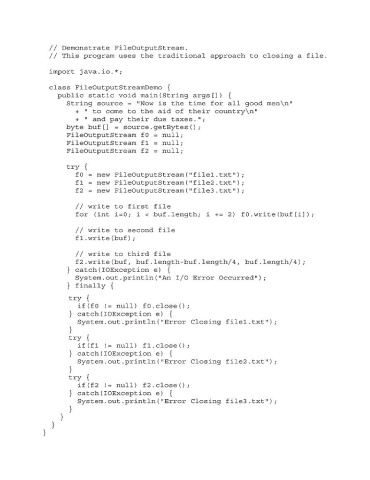 // Demonstrate FileOutputStream.
// This program uses the traditional approach to closing a file.
import java.io.*;
class FileOutputStreamDemo {
public static void main(String args[]) {
String source = "Now is the time for all good men\n"
+ " to come to the aid of their country\n"
+ " and pay their due taxes.";
byte buf[] = source.getBytes();
FileOutputStream f0 = null;
FileOutputStream f1 = null;
FileOutputStream f2 = null;
try {
f0 = new FileOutputStream("file1.txt");
f1 = new FileOutputStream("file2.txt");
f2 = new FileOutputStream("file3.txt");
// write to first file
for (int i=0; i < buf.length; i += 2) f0.write(buf[i]);
// write to second file
f1.write(buf);
// write to third file
f2.write(buf, buf.length-buf.length/4, buf.length/4);
} catch(IOException e) {
System.out.println("An I/O Error Occurred");
} finally {
try {
if(f0 != null) f0.close();
} catch(IOException e) {
System.out.println("Error Closing file1.txt");
}
try {
if(f1 != null) f1.close();
} catch(IOException e) {
System.out.println("Error Closing file2.txt");
}
try {
if(f2 != null) f2.close();
} catch(IOException e) {
System.out.println("Error Closing file3.txt");
}
}
}
}